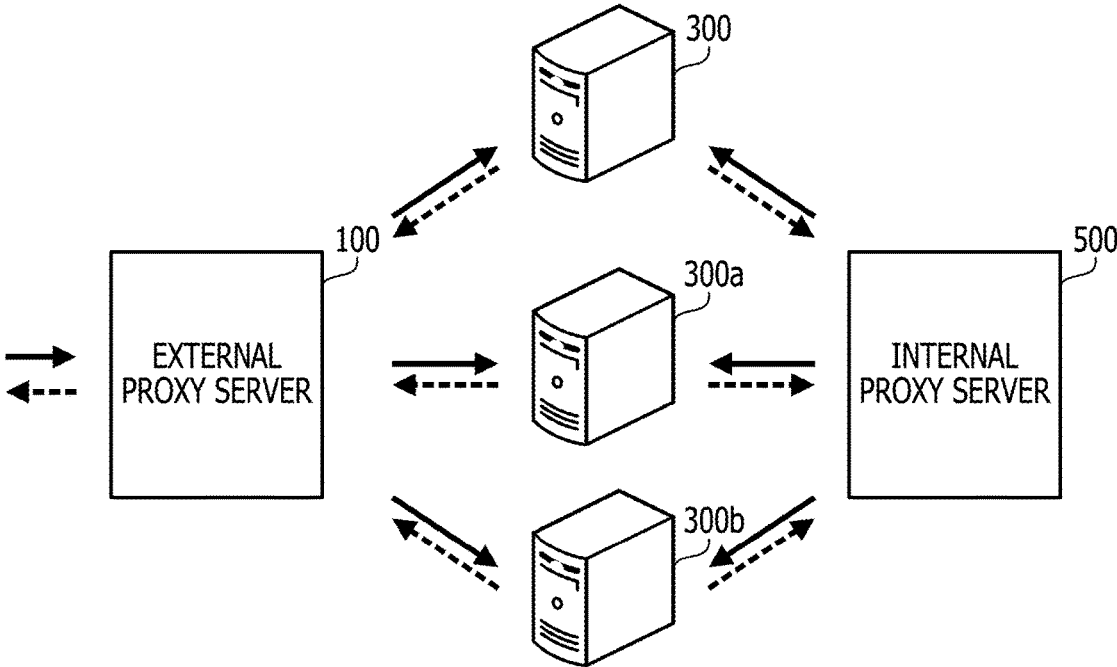 300
100
EXTERNAL
PROXY SERVER
300a
500
INTERNAL
PROXY SERVER
300b